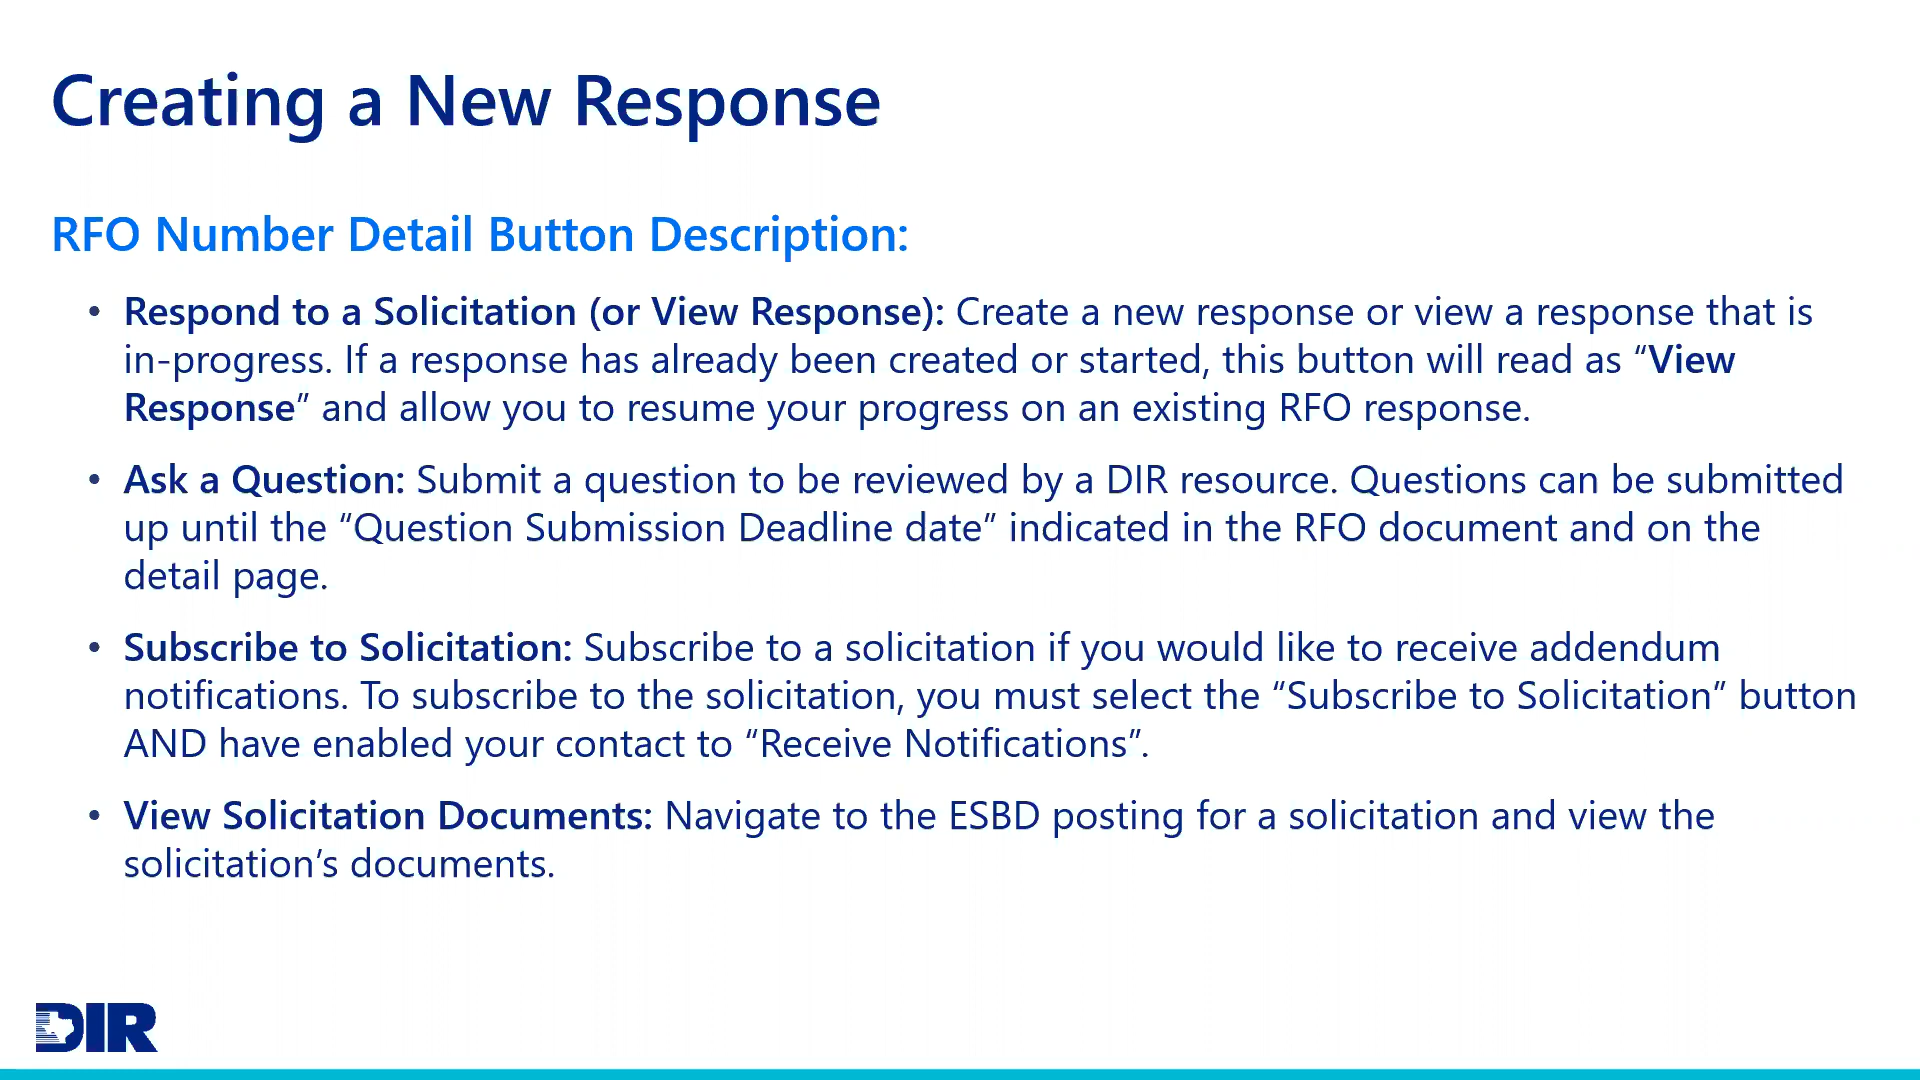 Creating a New Response
RFO Number Detail Button Description:
• Respond to a Solicitation (or View Response): Create a new response or view a response that is
in-progress. If a response has already been created or started, this button will read as “View
Response” and allow you to resume your progress on an existing RFO response.
• Ask a Question: Submit a question to be reviewed by a DIR resource. Questions can be submitted
up until the “Question Submission Deadline date” indicated in the RFO document and on the
detail page.
• Subscribe to Solicitation: Subscribe to a solicitation if you would like to receive addendum
notifications. To subscribe to the solicitation, you must select the “Subscribe to Solicitation” button
AND have enabled your contact to “Receive Notifications”.
• View Solicitation Documents: Navigate to the ESBD posting for a solicitation and view the
solicitation’s documents.
DIR